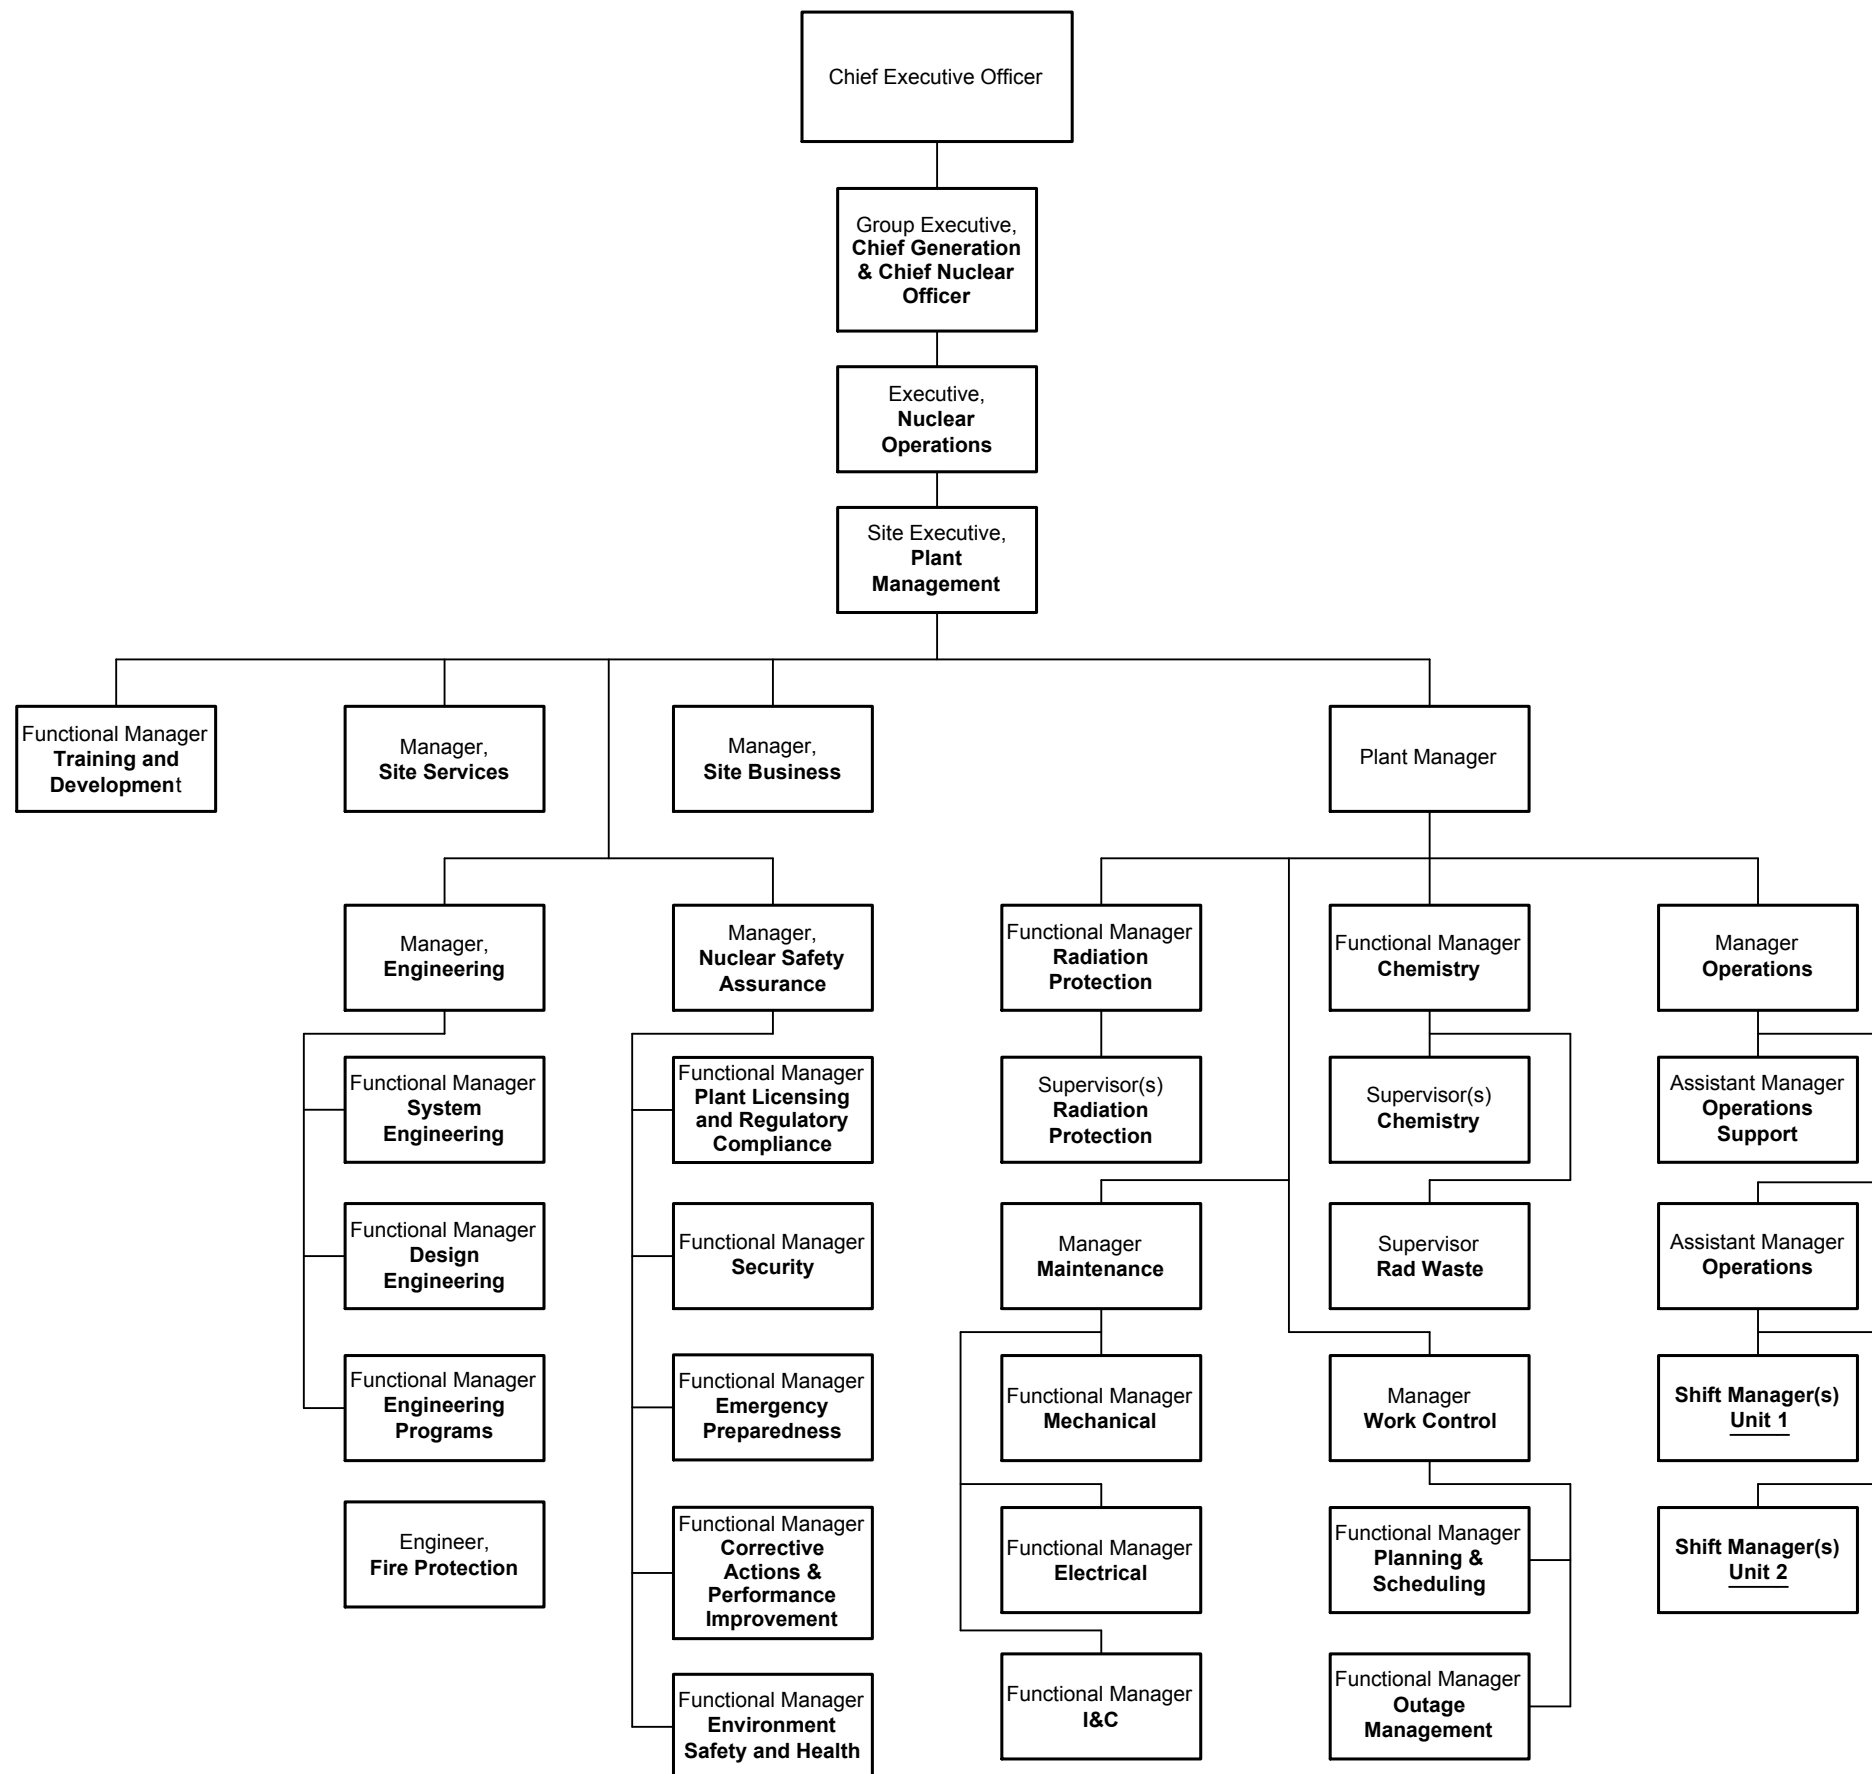 Chief Executive Officer
Group Executive,
Chief Generation
& Chief Nuclear
Officer
Executive,
Nuclear
Operations
Site Executive,
Plant
Management
Functional Manager
Training and
Development
Manager,
Site Services
Manager,
Site Business
Plant Manager
Manager,
Engineering
Manager,
Nuclear Safety
Assurance
Functional Manager
Radiation
Protection
Functional Manager
Chemistry
Manager
Operations
Functional Manager
System
Engineering
Functional Manager
Plant Licensing
and Regulatory
Compliance
Supervisor(s)
Radiation
Protection
Supervisor(s)
Chemistry
Assistant Manager
Operations
Support
Functional Manager
Design
Engineering
Functional Manager
Security
Manager
Maintenance
Supervisor
Rad Waste
Assistant Manager
Operations
Functional Manager
Engineering
Programs
Functional Manager
Emergency
Preparedness
Functional Manager
Mechanical
Manager
Work Control
Shift Manager(s)
Unit 1
Engineer,
Fire Protection
Functional Manager
Corrective
Actions &
Performance
Improvement
Functional Manager
Electrical
Functional Manager
Planning &
Scheduling
Shift Manager(s)
Unit 2
Functional Manager
Environment
Safety and Health
Functional Manager
I&C
Functional Manager
Outage
Management